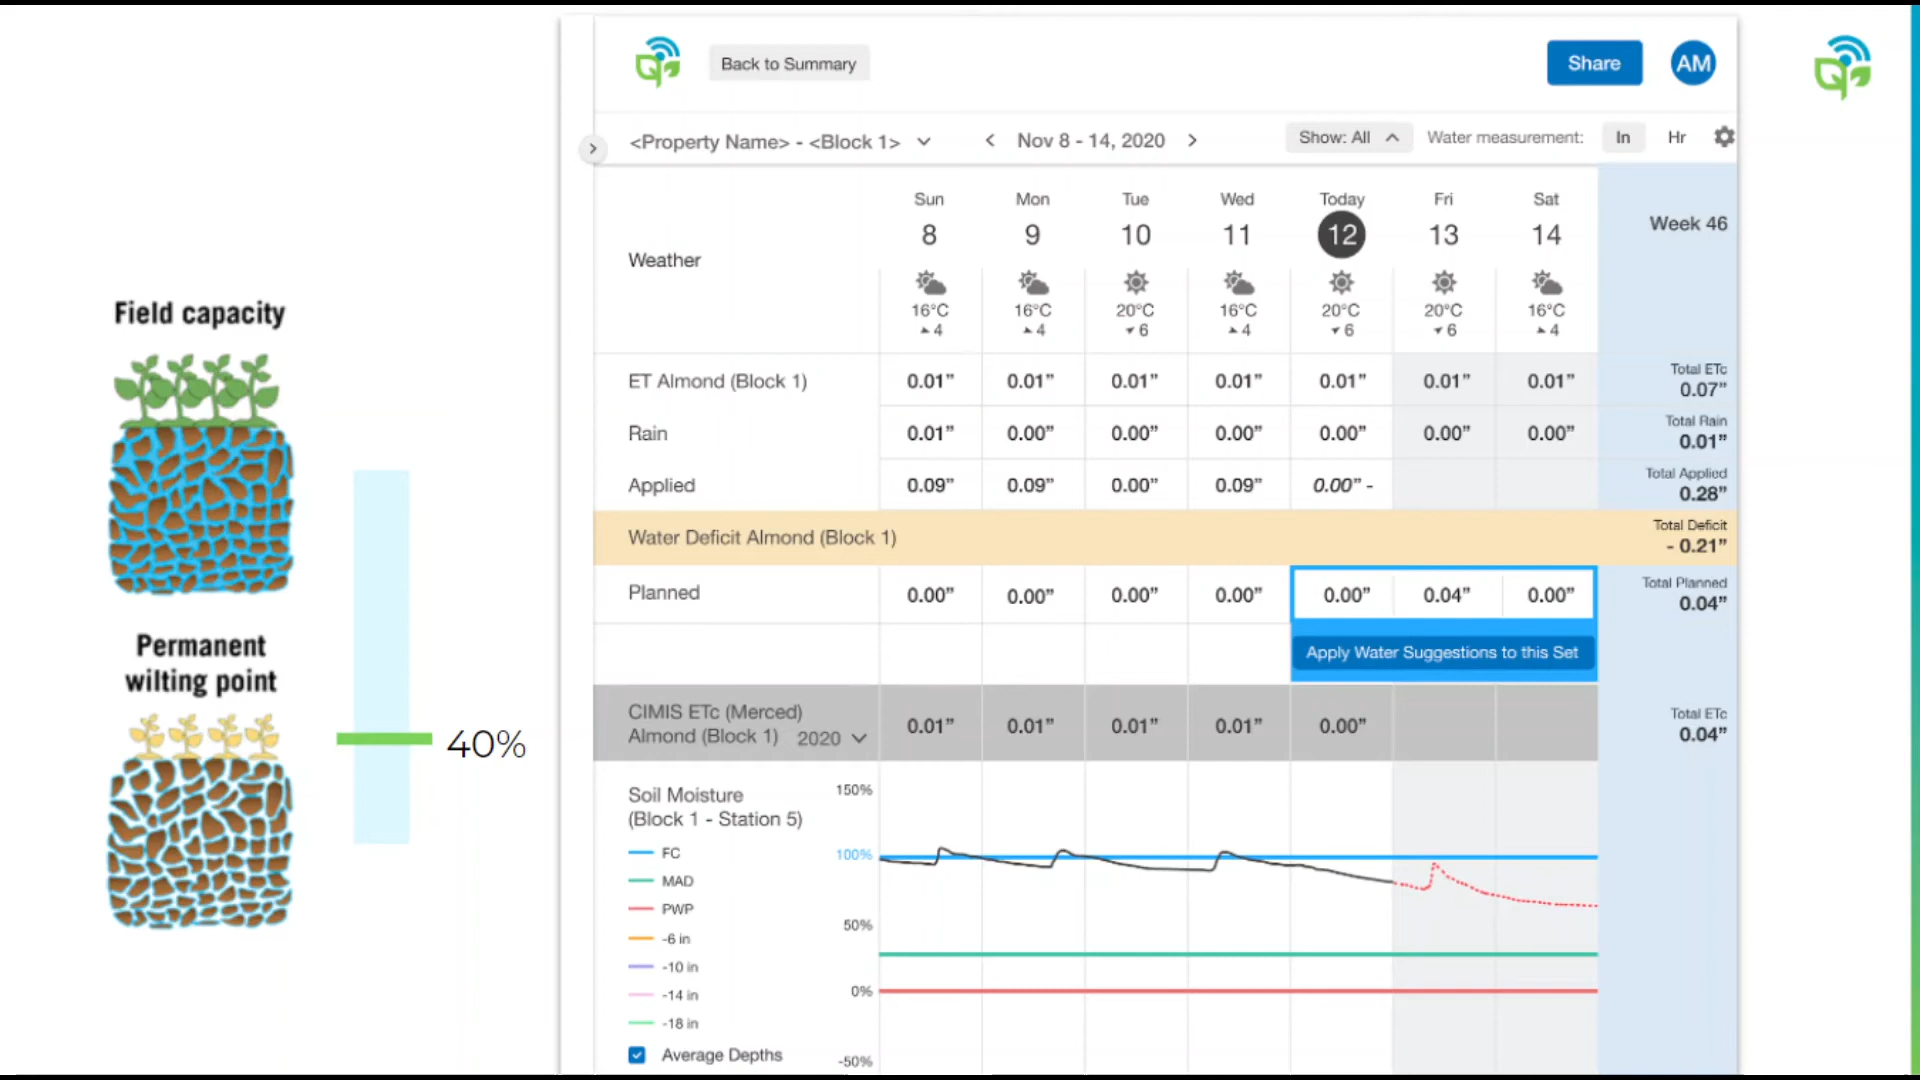 Field capacity
Permanent
wilting point
40%
Back to Summary
Share
AM
<Property Name> - <Block 1>
Nov 8 - 14, 2020
Show: All
Water measurement:
In
Hr
Weather
Sun
Mon
Tue
Wed
Today
Fri
Sat
8
9
10
11
12
13
14
Week 46
16°C
16°C
20°C
16°C
20°C
20°C
16°C
4
4
6
4
6
6
4
ET Almond (Block 1)
0.01”
0.01”
0.01”
0.01”
0.01”
0.01”
0.01”
Total ETc
0.07”
Rain
0.01”
0.00”
0.00”
0.00”
0.00”
0.00”
0.00”
Total Rain
0.01”
Applied
0.09”
0.09”
0.00”
0.09”
0.00” -
Total Applied
0.28”
Water Deficit Almond (Block 1)
Total Deficit
- 0.21”
Planned
0.00”
0.00”
0.00”
0.00”
0.00”
0.04”
0.00”
Total Planned
0.04”
Apply Water Suggestions to this Set
CIMIS ETc (Merced)
Almond (Block 1)
2020
0.01”
0.01”
0.01”
0.01”
0.00”
Total ETc
0.04”
Soil Moisture
(Block 1 - Station 5)
FC
MAD
PWP
-6 in
-10 in
-14 in
-18 in
Average Depths
150%
100%
50%
0%
-50%